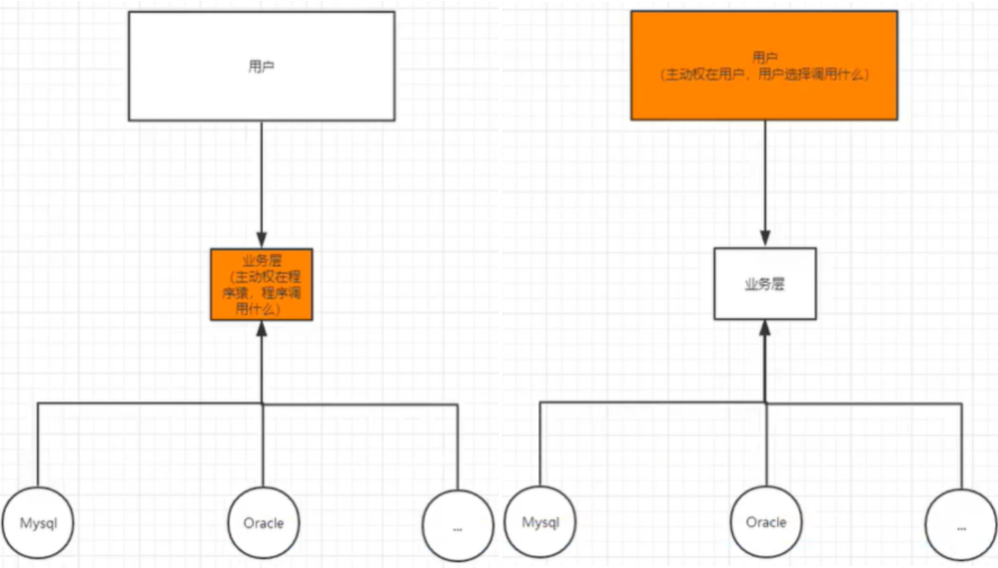 用户
业务层
（主动权在程
序猿，程序调
用什么）
Mysql
Oracle
...
用户
（主动权在用户，用户选择调用什么）
业务层
Mysql
Oracle
...